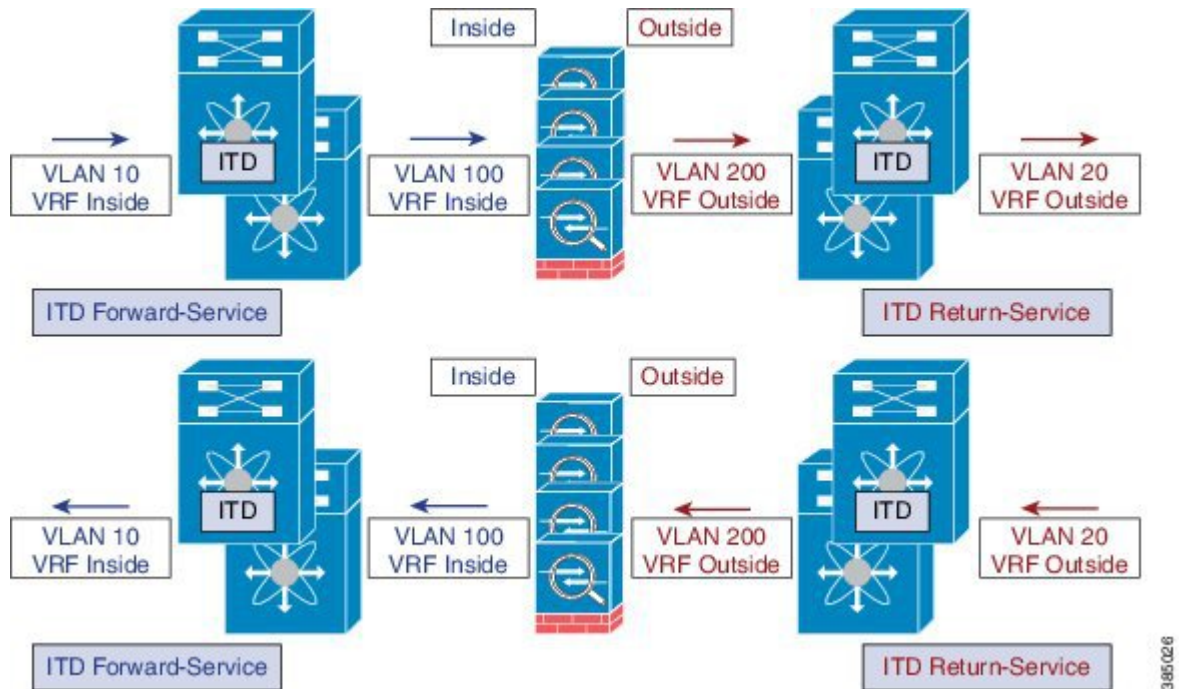 Inside
Outside
ITD
ITD
VLAN 10
VRF Inside
VLAN 100
VRF Inside
VLAN 200
VRF Outside
VLAN 20
VRF Outside
ITD Forward-Service
ITD Return-Service
Inside
Outside
ITD
ITD
VLAN 10
VRF Inside
VLAN 100
VRF Inside
VLAN 200
VRF Outside
VLAN 20
VRF Outside
ITD Forward-Service
ITD Return-Service
385026